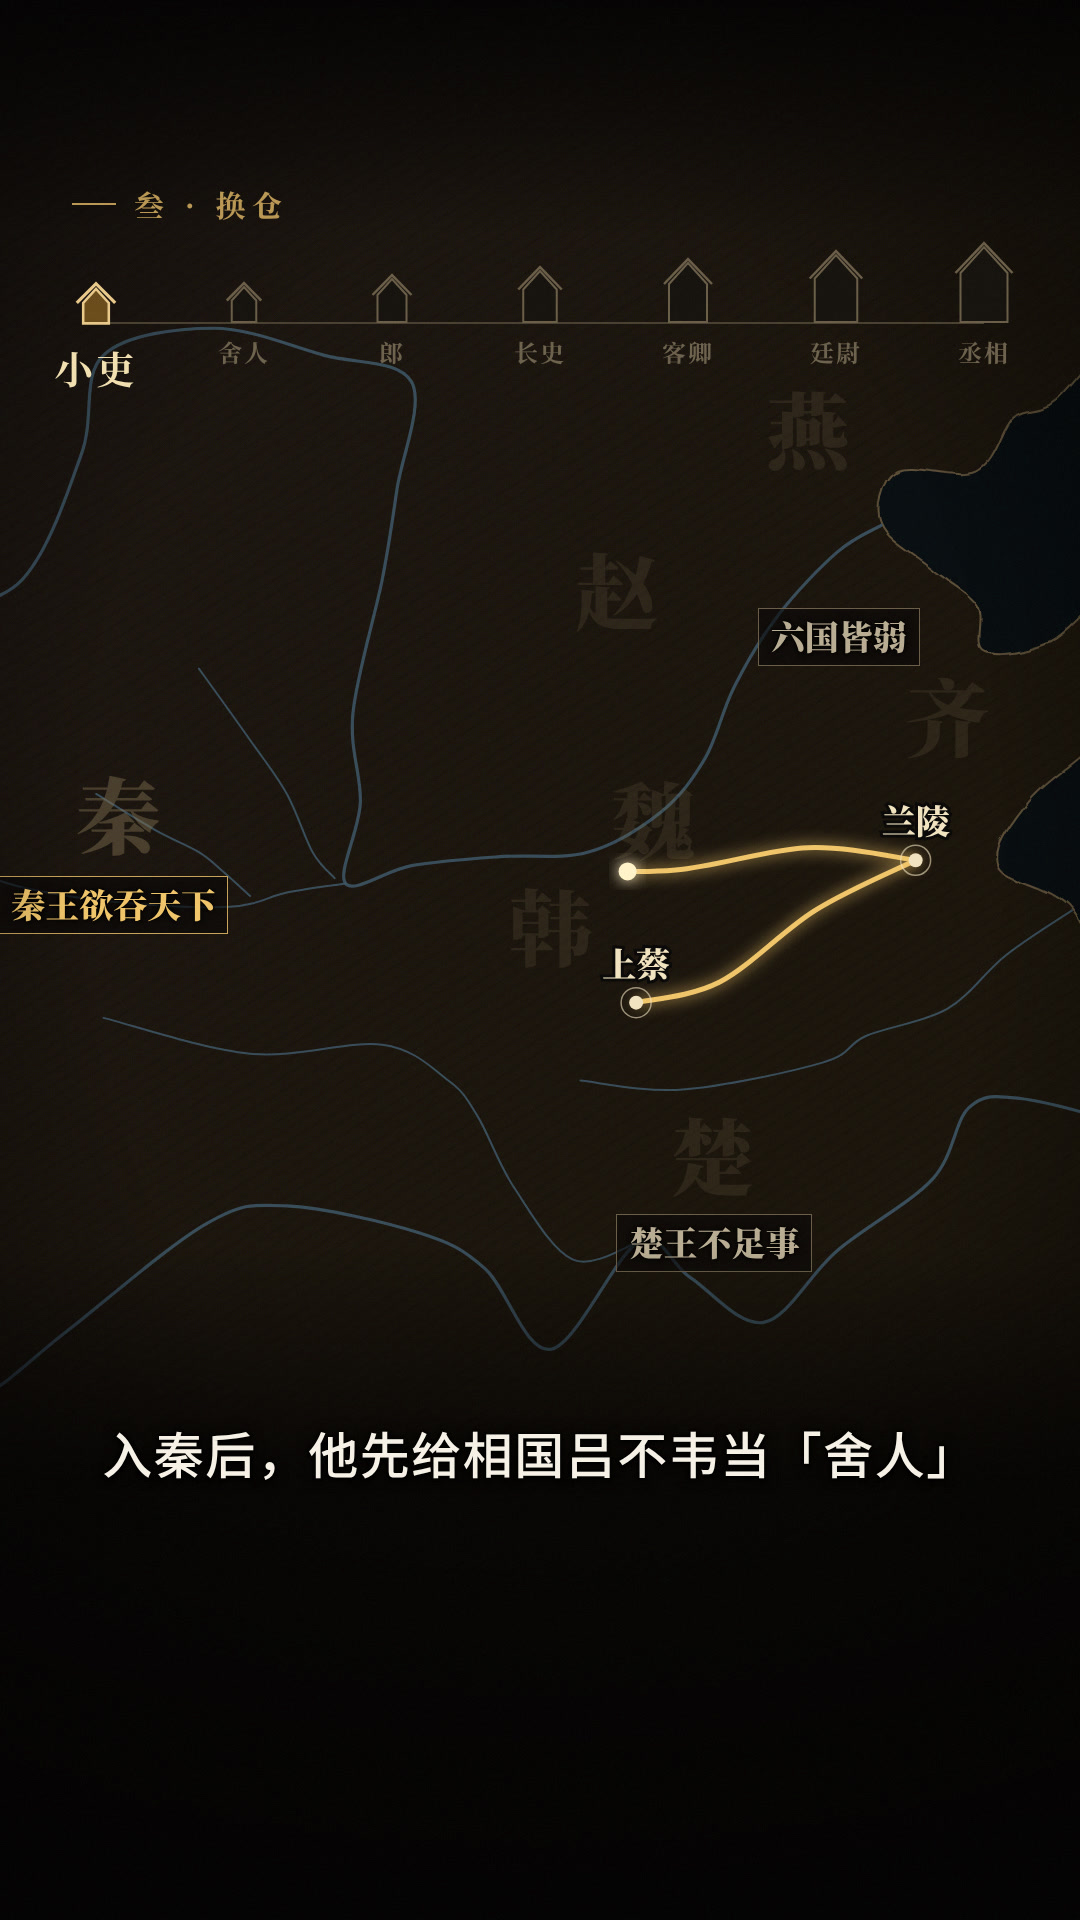 叁 · 换仓
小吏
舍人
郎
长史
客卿
廷尉
丞相
燕
赵
六国皆弱
齐
秦
魏
兰陵
秦王欲吞天下
韩
上蔡
楚
楚王不足事
入秦后，他先给相国吕不韦当「舍人」